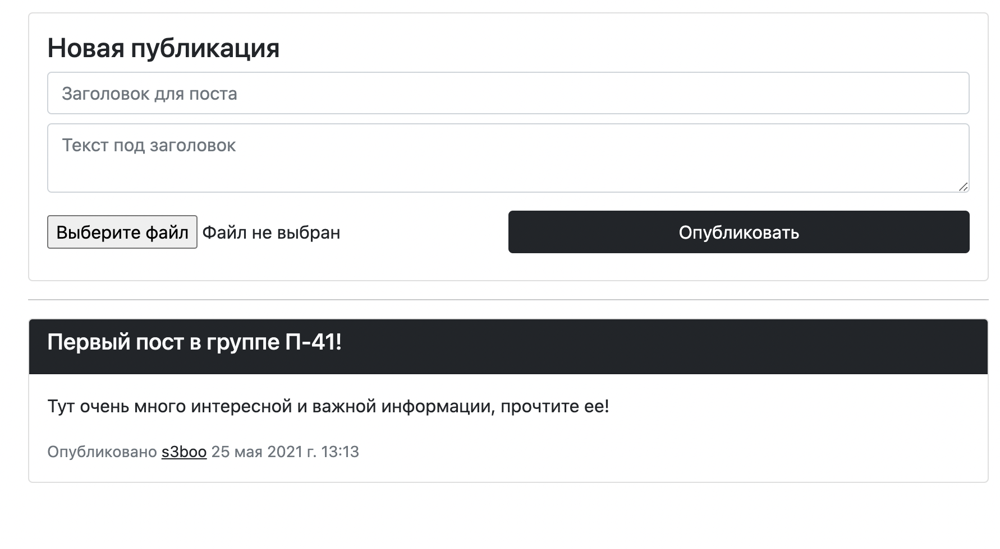 Новая публикация
Заголовок для поста
Текст под заголовок
Выберите файл Файл не выбран
Опубликовать
Первый пост в группе П-41!
Тут очень много интересной и важной информации, прочтите ее!
Опубликовано s3boo 25 мая 2021 г. 13:13